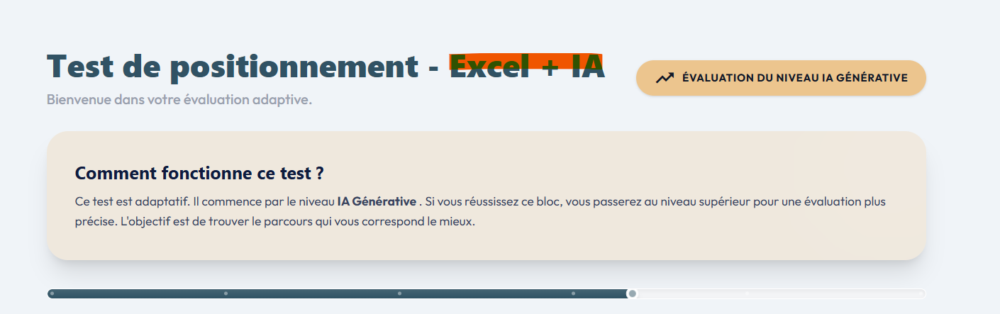 Test de positionnement - Excel + IA
ÉVALUATION DU NIVEAU IA GÉNÉRATIVE
Bienvenue dans votre évaluation adaptive.
Comment fonctionne ce test ?
Ce test est adaptatif. Il commence par le niveau IA Générative . Si vous réussissez ce bloc, vous passerez au niveau supérieur pour une évaluation plus
précise. L'objectif est de trouver le parcours qui vous correspond le mieux.